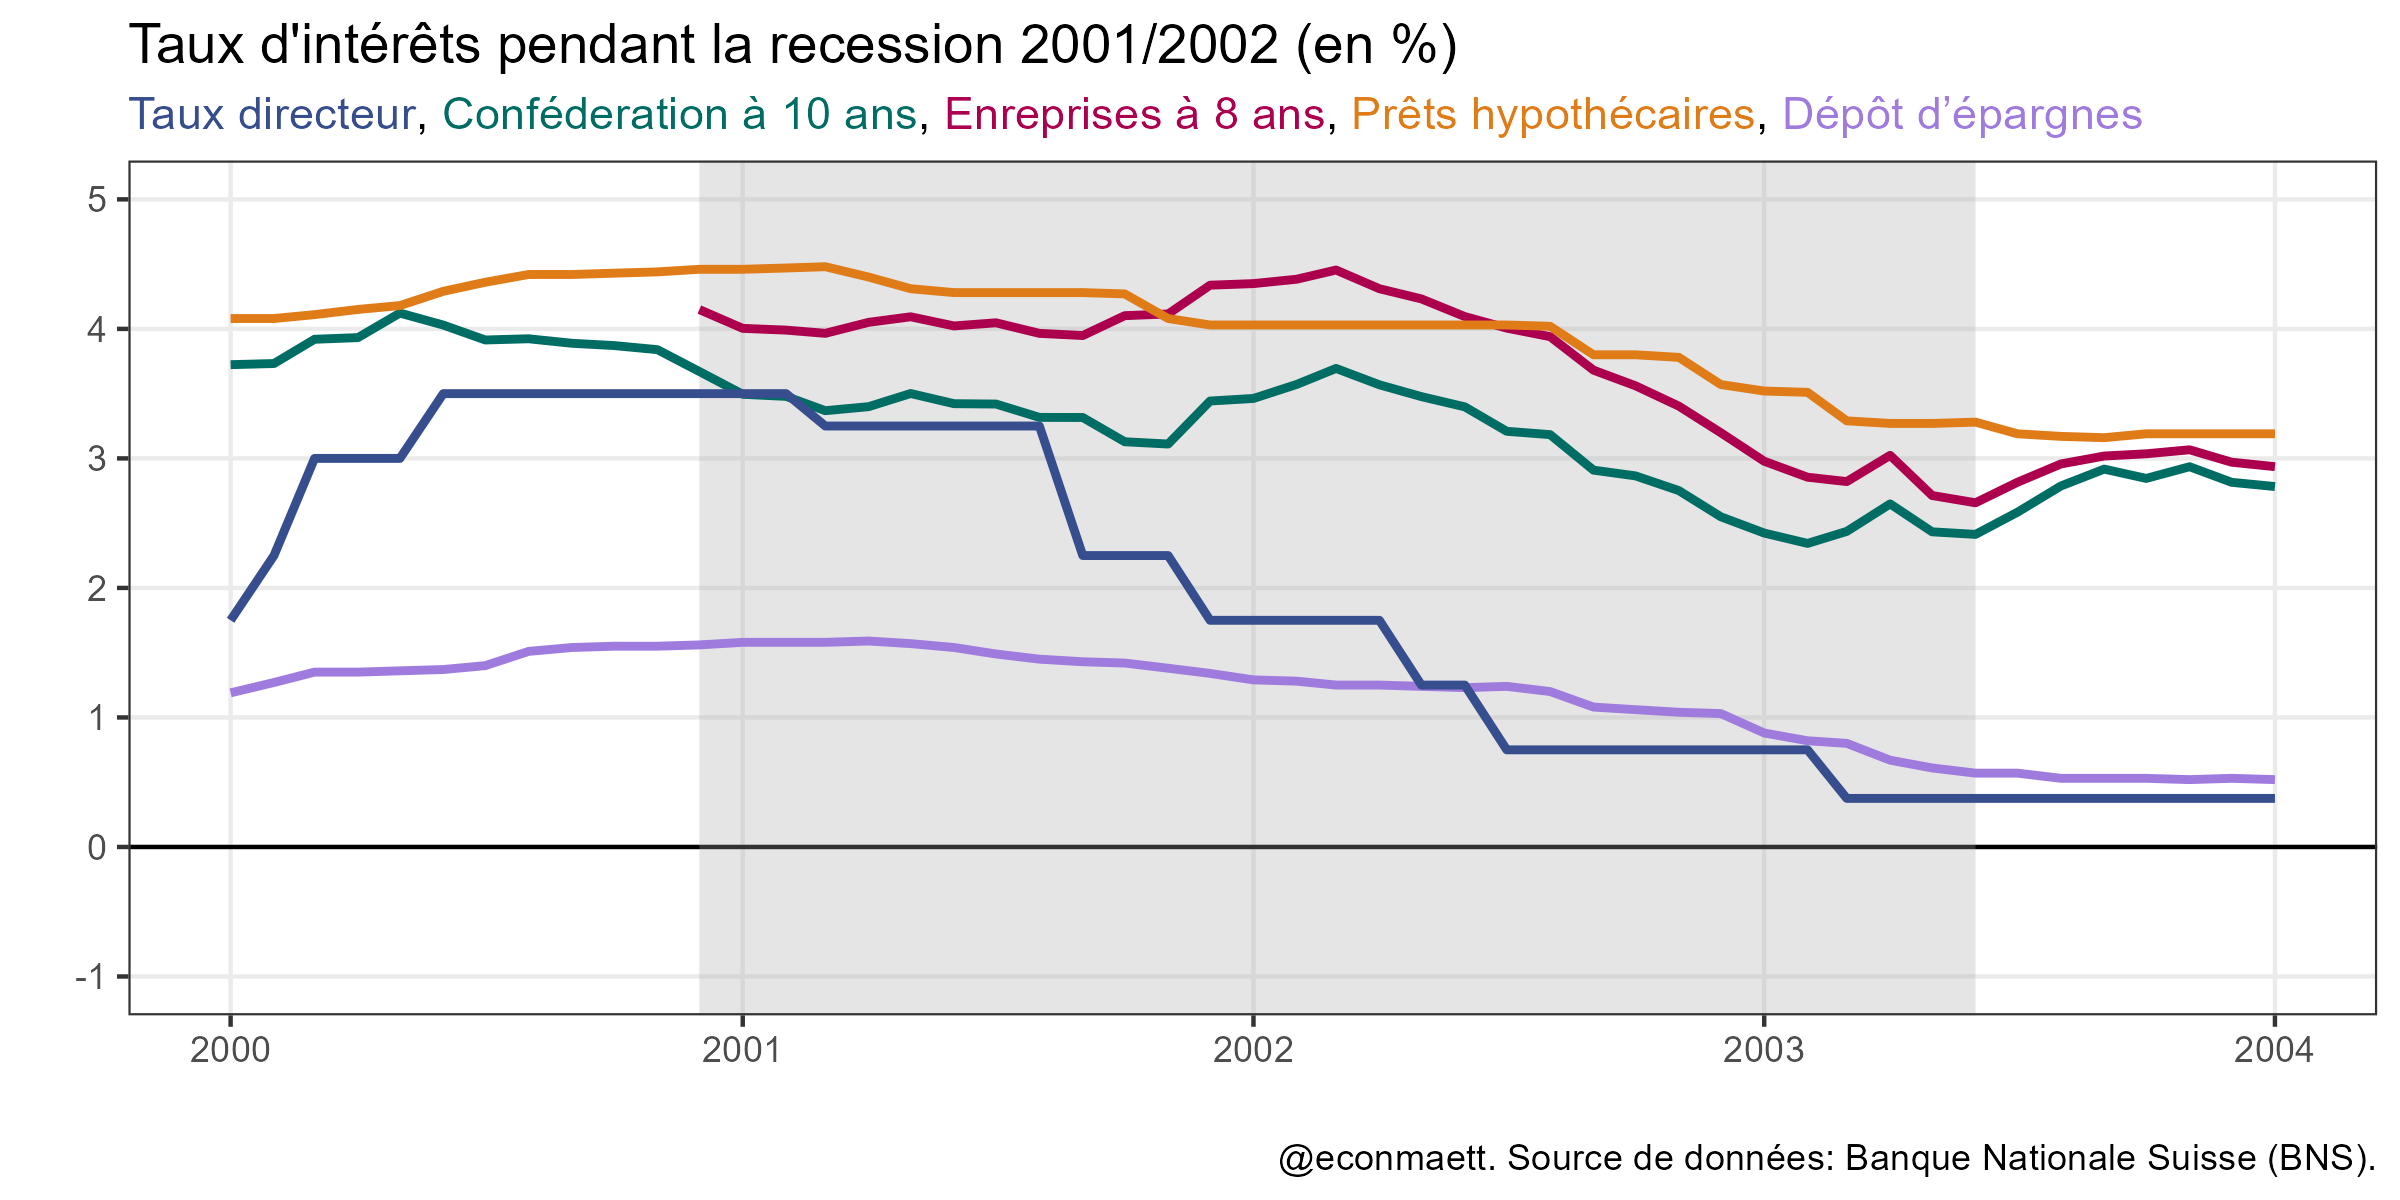 Taux d'intérêts pendant la recession 2001/2002 (en %)
Taux directeur, Conféderation à 10 ans, Enreprises à 8 ans, Prêts hypothécaires, Dépôt d’épargnes
5
4
3
2
1
0
-1
2000 2001 2002 2003 2004
@econmaett. Source de données: Banque Nationale Suisse (BNS).